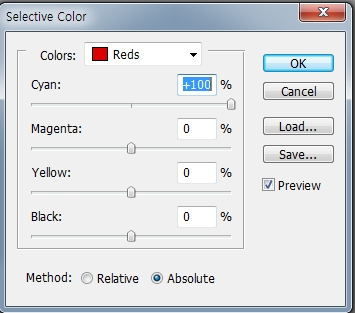 Selective Color
Colors: Reds
OK
Cyan: +100 %
Cancel
Magenta: 0 %
Load...
Yellow: 0 %
Save...
Preview
Black: 0 %
Method: Relative Absolute